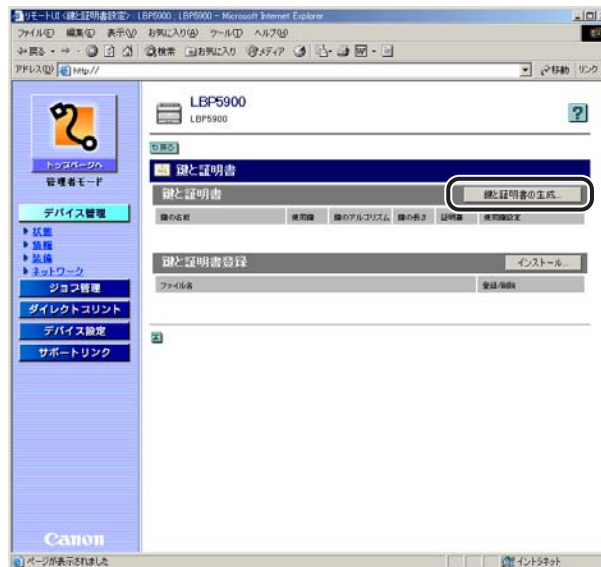 リモートUI <鍵と証明書設定> : LBP5900 ; LBP5900 - Microsoft Internet Explorer
ファイル(F) 編集(E) 表示(V) お気に入り(A) ツール(T) ヘルプ(H)
戻る 検索 お気に入り メディア
アドレス(D) http:// 移動 リンク
LBP5900
LBP5900
戻る
トップページへ
管理者モード
デバイス管理
状態
情報
装備
ネットワーク
ジョブ管理
ダイレクトプリント
デバイス設定
サポートリンク
Canon
鍵と証明書
鍵と証明書 鍵と証明書の生成...
鍵の名前 使用鍵 鍵のアルゴリズム 鍵の長さ 証明書 使用鍵設定
鍵と証明書登録 インストール...
ファイル名 登録/削除
ページが表示されました イントラネット